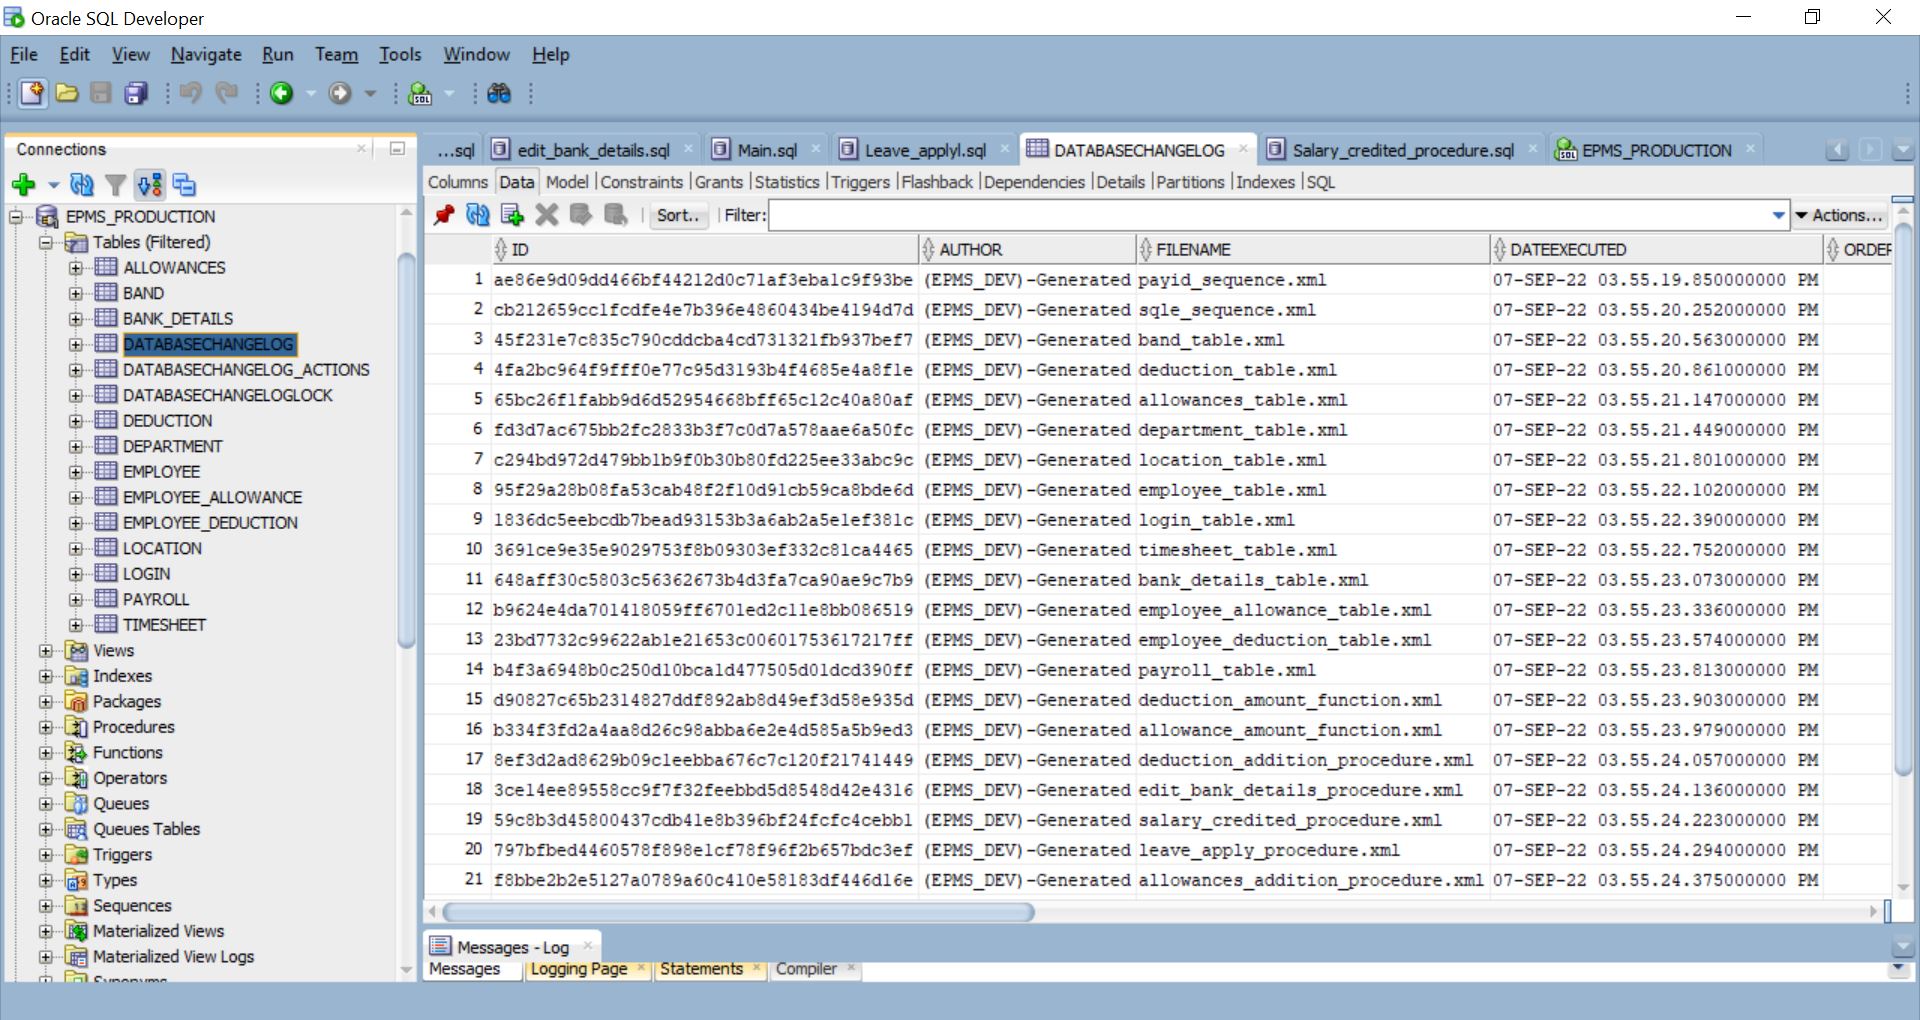 Oracle SQL Developer
File Edit View Navigate Run Team Tools Window Help
Connections
EPMS_PRODUCTION
Tables (Filtered)
ALLOWANCES
BAND
BANK_DETAILS
DATABASECHANGELOG
DATABASECHANGELOG_ACTIONS
DATABASECHANGELOGLOCK
DEDUCTION
DEPARTMENT
EMPLOYEE
EMPLOYEE_ALLOWANCE
EMPLOYEE_DEDUCTION
LOCATION
LOGIN
PAYROLL
TIMESHEET
Views
Indexes
Packages
Procedures
Functions
Operators
Queues
Queues Tables
Triggers
Types
Sequences
Materialized Views
Materialized View Logs
Synonyms
...sql edit_bank_details.sql Main.sql Leave_applyl.sql DATABASECHANGELOG Salary_credited_procedure.sql EPMS_PRODUCTION
Columns Data Model Constraints Grants Statistics Triggers Flashback Dependencies Details Partitions Indexes SQL
Sort.. Filter: Actions...
ID AUTHOR FILENAME DATEEXECUTED ORDER
1 ae86e9d09dd466bf44212d0c71af3eba1c9f93be (EPMS_DEV)-Generated payid_sequence.xml 07-SEP-22 03.55.19.850000000 PM
2 cb212659cc1fcdfe4e7b396e4860434be4194d7d (EPMS_DEV)-Generated sqle_sequence.xml 07-SEP-22 03.55.20.252000000 PM
3 45f231e7c835c790cddcba4cd731321fb937bef7 (EPMS_DEV)-Generated band_table.xml 07-SEP-22 03.55.20.563000000 PM
4 4fa2bc964f9fff0e77c95d3193b4f4685e4a8f1e (EPMS_DEV)-Generated deduction_table.xml 07-SEP-22 03.55.20.861000000 PM
5 65bc26f1fabb9d6d52954668bff65c12c40a80af (EPMS_DEV)-Generated allowances_table.xml 07-SEP-22 03.55.21.147000000 PM
6 fd3d7ac675bb2fc2833b3f7c0d7a578aae6a50fc (EPMS_DEV)-Generated department_table.xml 07-SEP-22 03.55.21.449000000 PM
7 c294bd972d479bb1b9f0b30b80fd225ee33abc9c (EPMS_DEV)-Generated location_table.xml 07-SEP-22 03.55.21.801000000 PM
8 95f29a28b08fa53cab48f2f10d91cb59ca8bde6d (EPMS_DEV)-Generated employee_table.xml 07-SEP-22 03.55.22.102000000 PM
9 1836dc5eebcdb7bead93153b3a6ab2a5e1ef381c (EPMS_DEV)-Generated login_table.xml 07-SEP-22 03.55.22.390000000 PM
10 3691ce9e35e9029753f8b09303ef332c81ca4465 (EPMS_DEV)-Generated timesheet_table.xml 07-SEP-22 03.55.22.752000000 PM
11 648aff30c5803c56362673b4d3fa7ca90ae9c7b9 (EPMS_DEV)-Generated bank_details_table.xml 07-SEP-22 03.55.23.073000000 PM
12 b9624e4da701418059ff6701ed2c11e8bb086519 (EPMS_DEV)-Generated employee_allowance_table.xml 07-SEP-22 03.55.23.336000000 PM
13 23bd7732c99622ab1e21653c00601753617217ff (EPMS_DEV)-Generated employee_deduction_table.xml 07-SEP-22 03.55.23.574000000 PM
14 b4f3a6948b0c250d10bca1d477505d01dcd390ff (EPMS_DEV)-Generated payroll_table.xml 07-SEP-22 03.55.23.813000000 PM
15 d90827c65b2314827ddf892ab8d49ef3d58e935d (EPMS_DEV)-Generated deduction_amount_function.xml 07-SEP-22 03.55.23.903000000 PM
16 b334f3fd2a4aa8d26c98abba6e2e4d585a5b9ed3 (EPMS_DEV)-Generated allowance_amount_function.xml 07-SEP-22 03.55.23.979000000 PM
17 8ef3d2ad8629b09c1eebba676c7c120f21741449 (EPMS_DEV)-Generated deduction_addition_procedure.xml 07-SEP-22 03.55.24.057000000 PM
18 3ce14ee89558cc9f7f32feebbd5d8548d42e4316 (EPMS_DEV)-Generated edit_bank_details_procedure.xml 07-SEP-22 03.55.24.136000000 PM
19 59c8b3d45800437cdb41e8b396bf24fcfc4cebb1 (EPMS_DEV)-Generated salary_credited_procedure.xml 07-SEP-22 03.55.24.223000000 PM
20 797bfbed4460578f898e1cf78f96f2b657bdc3ef (EPMS_DEV)-Generated leave_apply_procedure.xml 07-SEP-22 03.55.24.294000000 PM
21 f8bbe2b2e5127a0789a60c410e58183df446d16e (EPMS_DEV)-Generated allowances_addition_procedure.xml 07-SEP-22 03.55.24.375000000 PM
Messages - Log
Messages Logging Page Statements Compiler